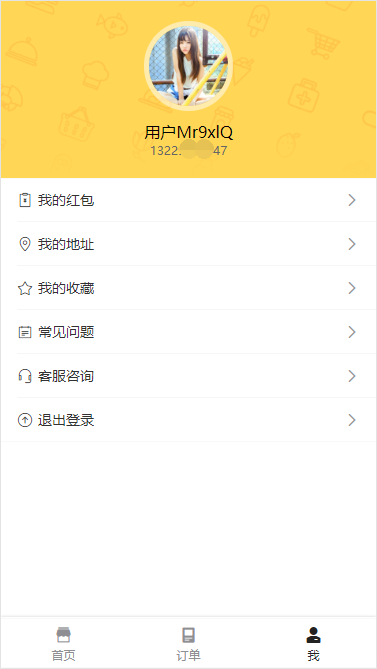 用户Mr9xlQ
1322 47
我的红包
我的地址
我的收藏
常见问题
客服咨询
退出登录
首页
订单
我